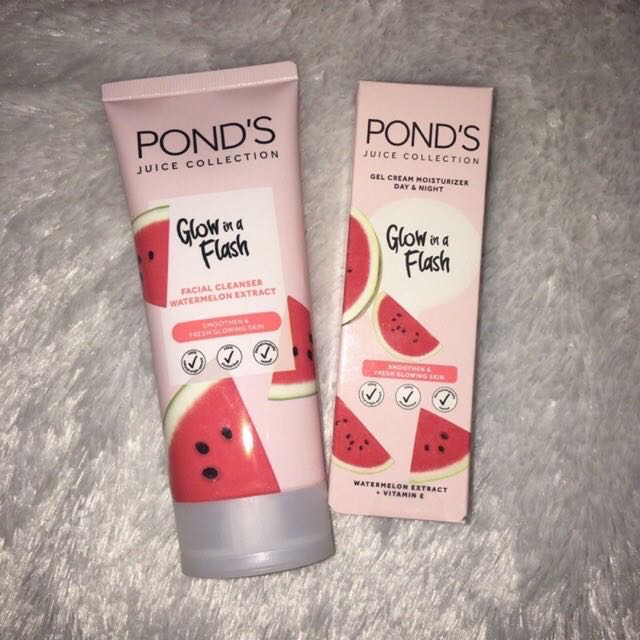 POND'S
JUICE COLLECTION
Glow in a
Flash
FACIAL CLEANSER
WATERMELON EXTRACT
SMOOTHEN &
FRESH GLOWING SKIN
POND'S
JUICE COLLECTION
GEL CREAM MOISTURIZER
DAY & NIGHT
Glow in a
Flash
SMOOTHEN &
FRESH GLOWING SKIN
WATERMELON EXTRACT
+ VITAMIN E